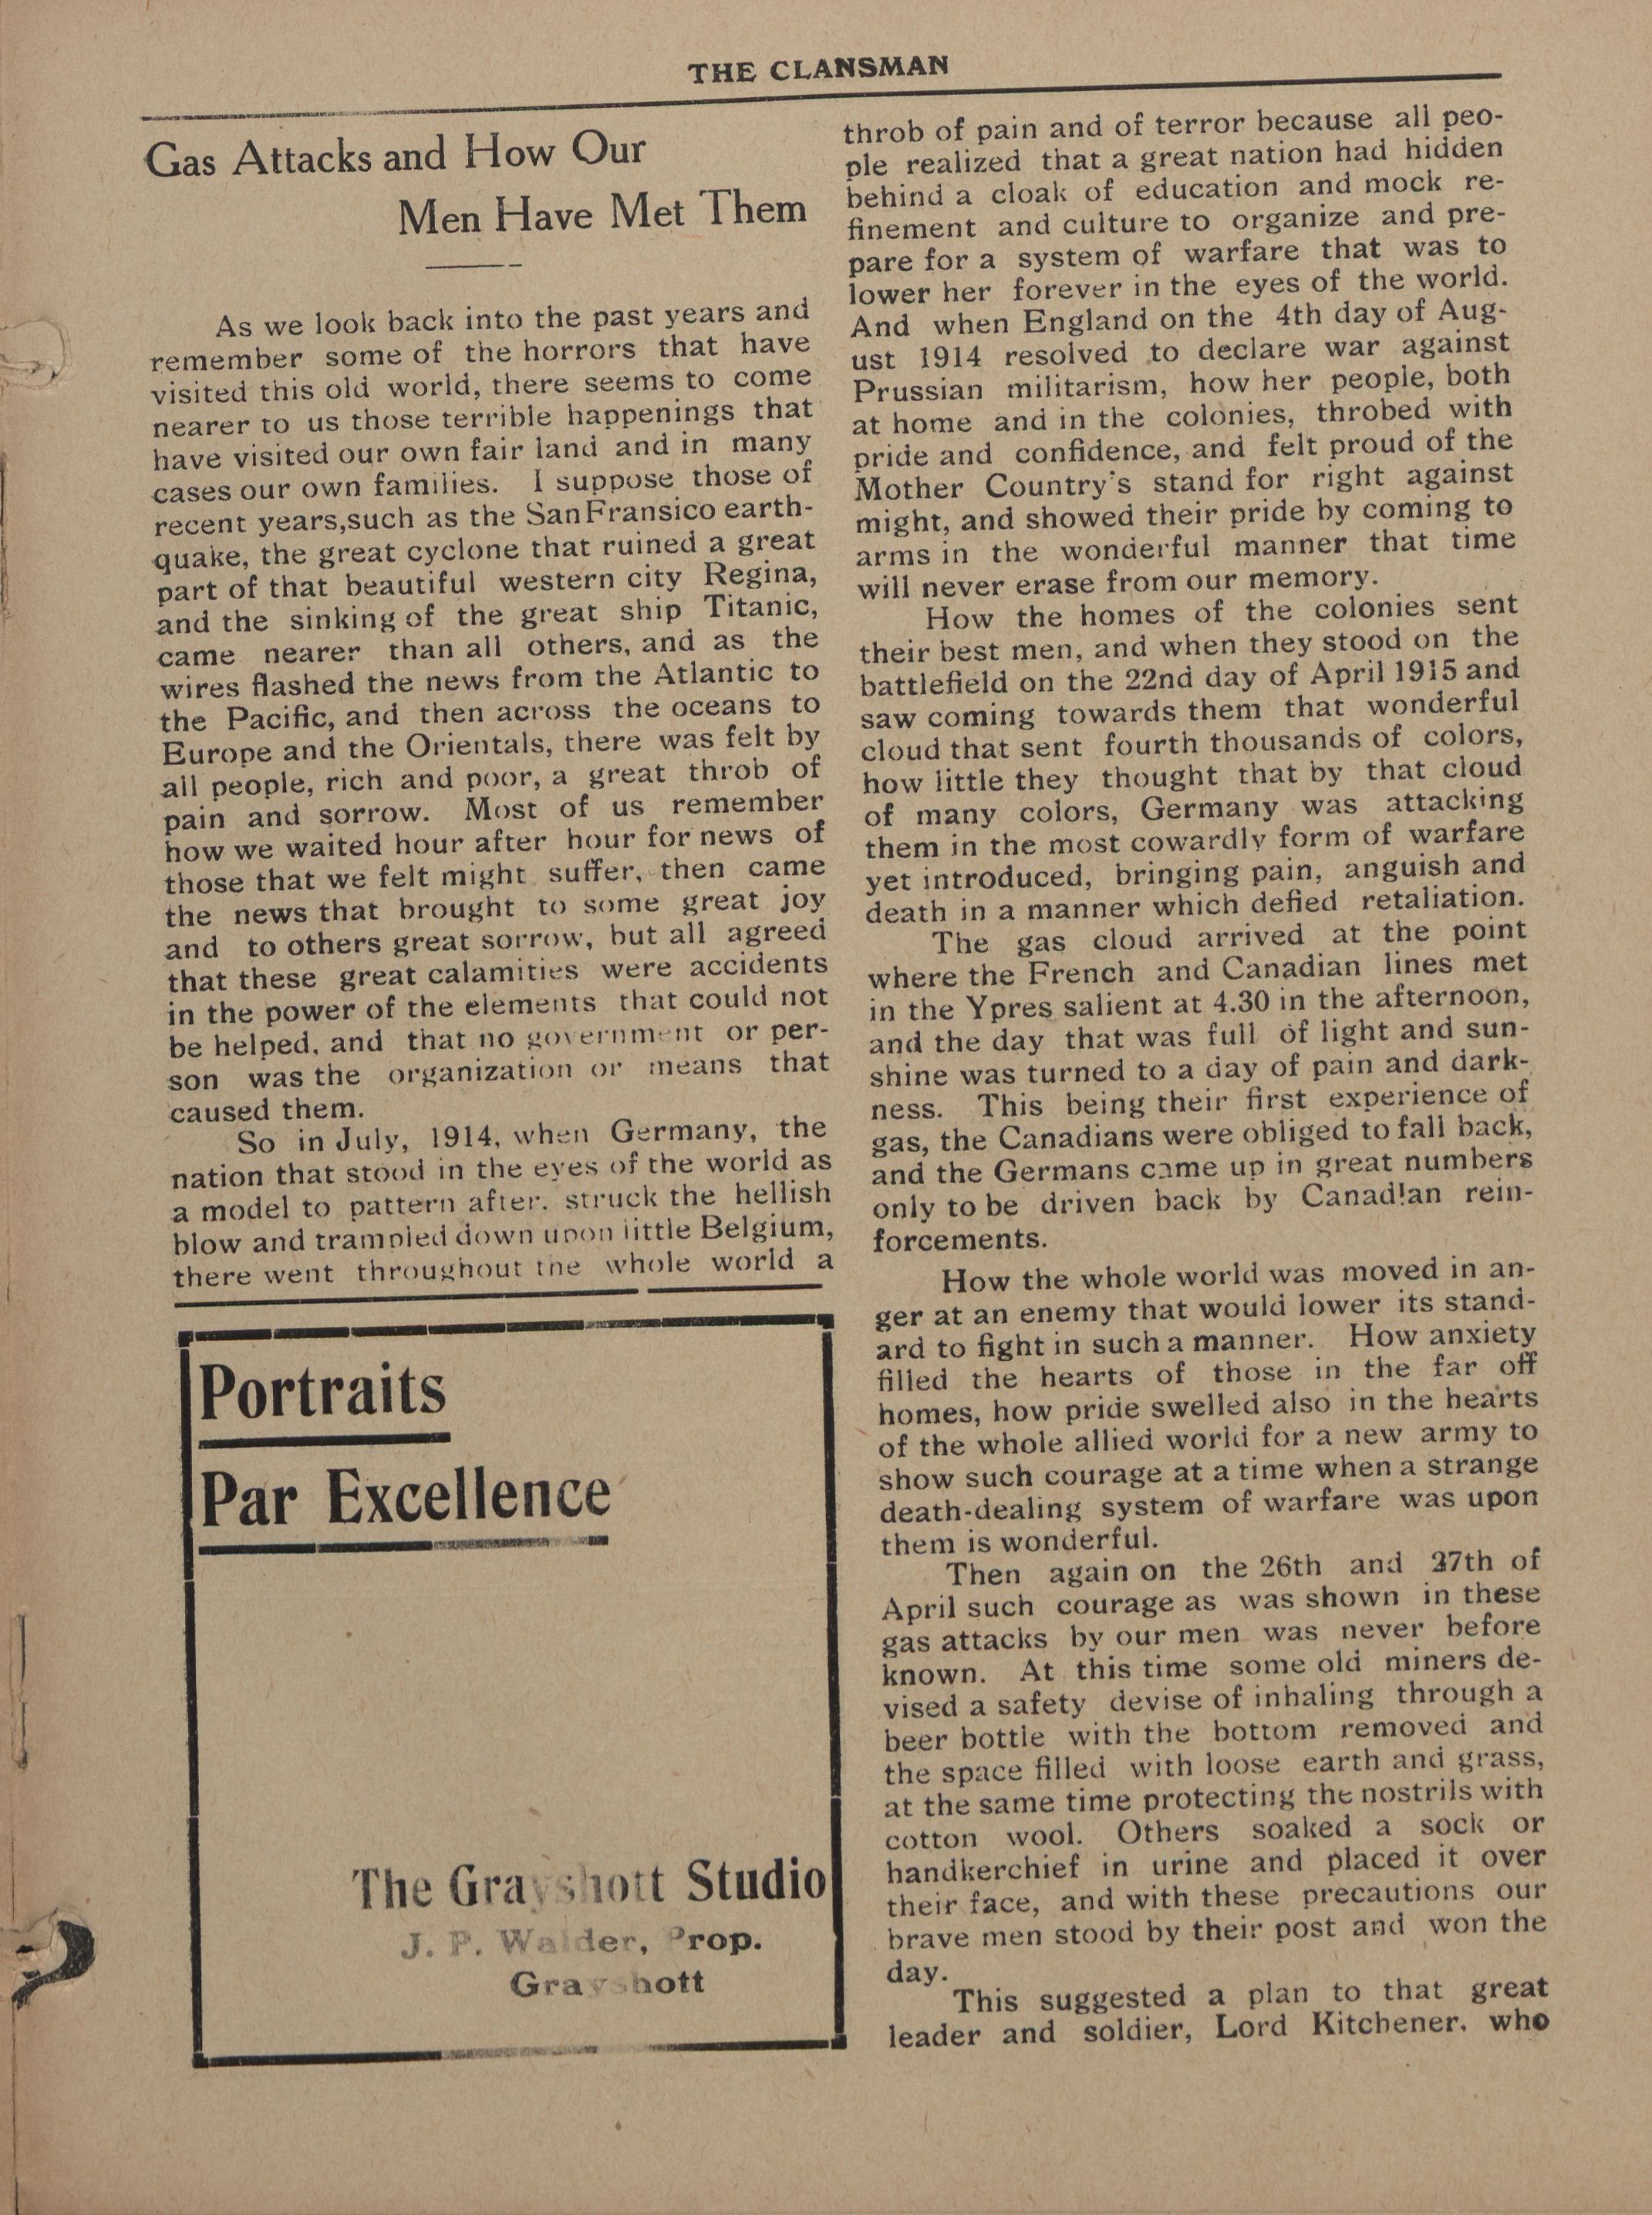 THE CLANSMAN
Gas Attacks and How Our
Men Have Met Them
As we look back into the past years and
remember some of the horrors that have
visited this old world, there seems to come
nearer to us those terrible happenings that
have visited our own fair land and in many
cases our own families. I suppose those of
recent years,such as the SanFransico earth-
quake, the great cyclone that ruined a great
part of that beautiful western city Regina,
and the sinking of the great ship Titanic,
came nearer than all others, and as the
wires flashed the news from the Atlantic to
the Pacific, and then across the oceans to
Europe and the Orientals, there was felt by
all people, rich and poor, a great throb of
pain and sorrow. Most of us remember
how we waited hour after hour for news of
those that we felt might suffer, then came
the news that brought to some great joy
and to others great sorrow, but all agreed
that these great calamities were accidents
in the power of the elements that could not
be helped, and that no government or per-
son was the organization or means that
caused them.
So in July, 1914, when Germany, the
nation that stood in the eyes of the world as
a model to pattern after, struck the hellish
blow and trampled down upon little Belgium,
there went throughout the whole world a
Portraits
Par Excellence
The Grayshott Studio
J. P. Walder, Prop.
Grayshott
throb of pain and of terror because all peo-
ple realized that a great nation had hidden
behind a cloak of education and mock re-
finement and culture to organize and pre-
pare for a system of warfare that was to
lower her forever in the eyes of the world.
And when England on the 4th day of Aug-
ust 1914 resolved to declare war against
Prussian militarism, how her people, both
at home and in the colonies, throbed with
pride and confidence, and felt proud of the
Mother Country's stand for right against
might, and showed their pride by coming to
arms in the wonderful manner that time
will never erase from our memory.
How the homes of the colonies sent
their best men, and when they stood on the
battlefield on the 22nd day of April 1915 and
saw coming towards them that wonderful
cloud that sent fourth thousands of colors,
how little they thought that by that cloud
of many colors, Germany was attacking
them in the most cowardly form of warfare
yet introduced, bringing pain, anguish and
death in a manner which defied retaliation.
The gas cloud arrived at the point
where the French and Canadian lines met
in the Ypres salient at 4.30 in the afternoon,
and the day that was full of light and sun-
shine was turned to a day of pain and dark-
ness. This being their first experience of
gas, the Canadians were obliged to fall back,
and the Germans came up in great numbers
only to be driven back by Canad!an rein-
forcements.
How the whole world was moved in an-
ger at an enemy that would lower its stand-
ard to fight in such a manner. How anxiety
filled the hearts of those in the far off
homes, how pride swelled also in the hearts
of the whole allied world for a new army to
show such courage at a time when a strange
death-dealing system of warfare was upon
them is wonderful.
Then again on the 26th and 27th of
April such courage as was shown in these
gas attacks by our men was never before
known. At this time some old miners de-
vised a safety devise of inhaling through a
beer bottle with the bottom removed and
the space filled with loose earth and grass,
at the same time protecting the nostrils with
cotton wool. Others soaked a sock or
handkerchief in urine and placed it over
their face, and with these precautions our
brave men stood by their post and won the
day.
This suggested a plan to that great
leader and soldier, Lord Kitchener. who